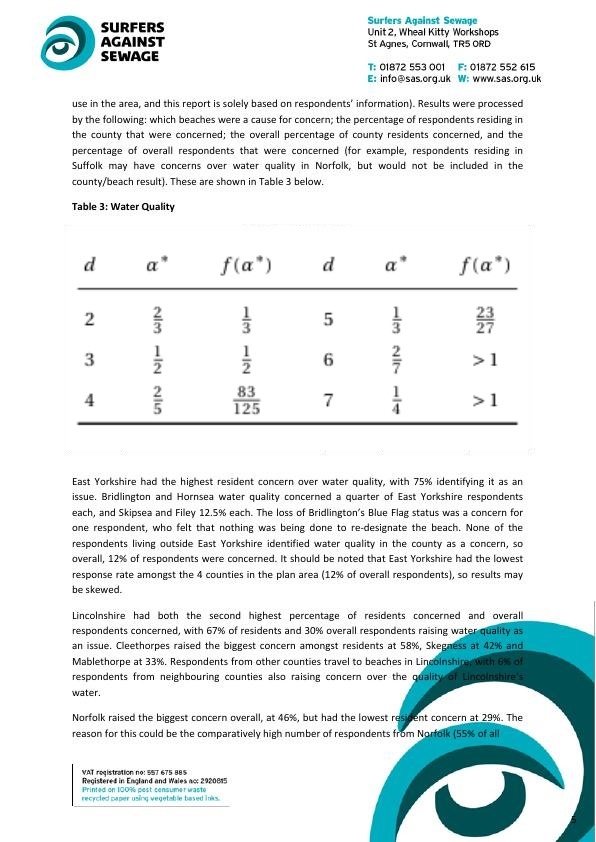 SURFERS
AGAINST
SEWAGE
Surfers Against Sewage
Unit 2, Wheal Kitty Workshops
St Agnes, Cornwall, TR5 0RD
T: 01872 553 001 F: 01872 552 615
E: info@sas.org.uk W: www.sas.org.uk
use in the area, and this report is solely based on respondents’ information). Results were processed
by the following: which beaches were a cause for concern; the percentage of respondents residing in
the county that were concerned; the overall percentage of county residents concerned, and the
percentage of overall respondents that were concerned (for example, respondents residing in
Suffolk may have concerns over water quality in Norfolk, but would not be included in the
county/beach result). These are shown in Table 3 below.
Table 3: Water Quality
d α* f(α*) d α* f(α*)
2 2/3 1/3 5 1/3 23/27
3 1/2 1/2 6 2/7 > 1
4 2/5 83/125 7 1/4 > 1
East Yorkshire had the highest resident concern over water quality, with 75% identifying it as an
issue. Bridlington and Hornsea water quality concerned a quarter of East Yorkshire respondents
each, and Skipsea and Filey 12.5% each. The loss of Bridlington’s Blue Flag status was a concern for
one respondent, who felt that nothing was being done to re-designate the beach. None of the
respondents living outside East Yorkshire identified water quality in the county as a concern, so
overall, 12% of respondents were concerned. It should be noted that East Yorkshire had the lowest
response rate amongst the 4 counties in the plan area (12% of overall respondents), so results may
be skewed.
Lincolnshire had both the second highest percentage of residents concerned and overall
respondents concerned, with 67% of residents and 30% overall respondents raising water quality as
an issue. Cleethorpes raised the biggest concern amongst residents at 58%, Skegness at 42% and
Mablethorpe at 33%. Respondents from other counties travel to beaches in Lincolnshire, with 6% of
respondents from neighbouring counties also raising concern over the quality of Lincolnshire’s
water.
Norfolk raised the biggest concern overall, at 46%, but had the lowest resident concern at 29%. The
reason for this could be the comparatively high number of respondents from Norfolk (55% of all
VAT registration no: 557 675 885
Registered in England and Wales no: 2920815
Printed on 100% post consumer waste
recycled paper using vegetable based inks.